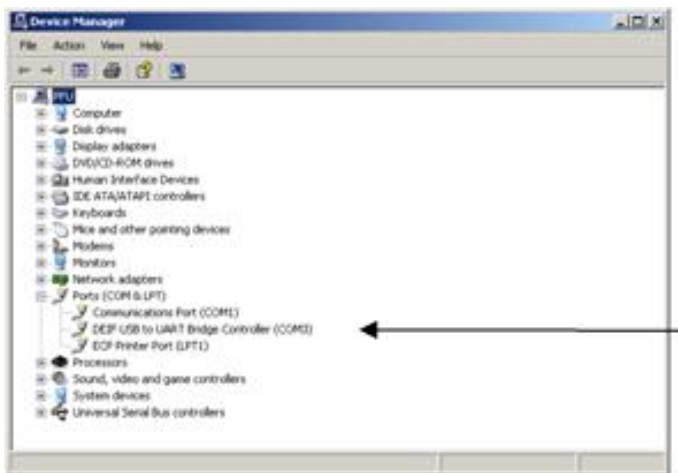 Device Manager
File Action View Help
PFU
Computer
Disk drives
Display adapters
DVD/CD-ROM drives
Human Interface Devices
IDE ATA/ATAPI controllers
Keyboards
Mice and other pointing devices
Modems
Monitors
Network adapters
Ports (COM & LPT)
Communications Port (COM1)
DEIF USB to UART Bridge Controller (COM3)
ECP Printer Port (LPT1)
Processors
Sound, video and game controllers
System devices
Universal Serial Bus controllers